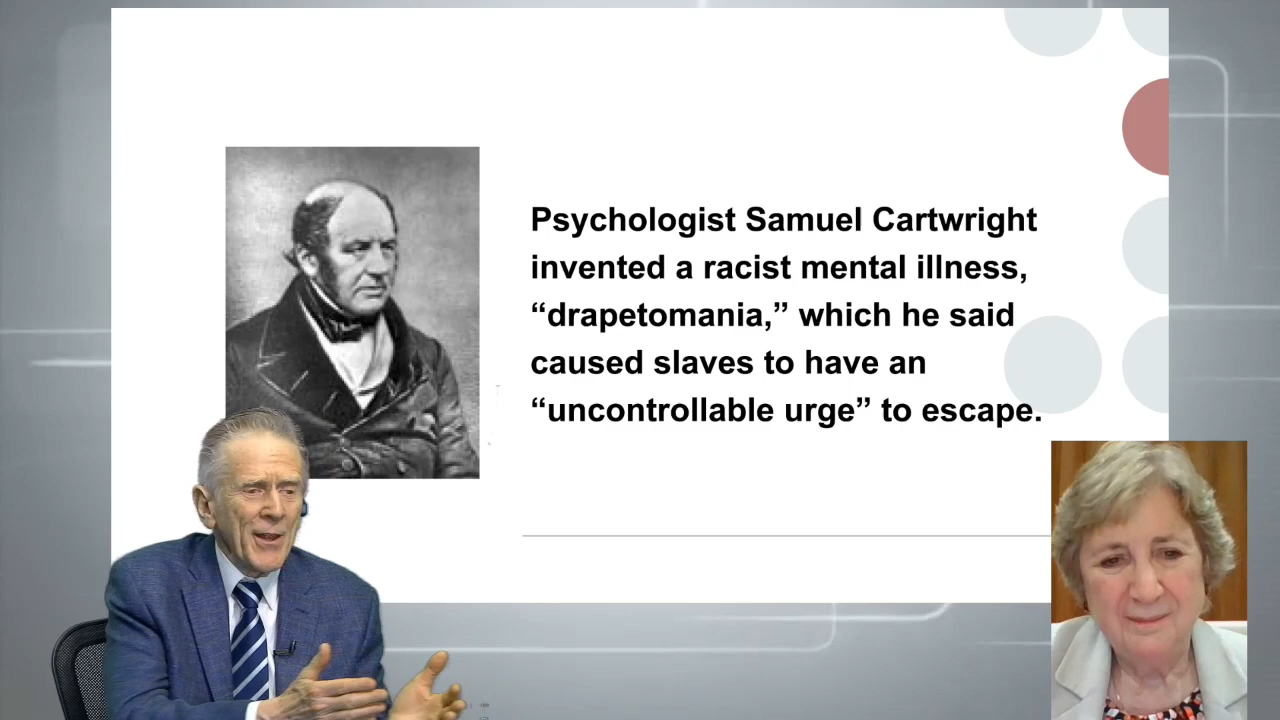 Psychologist Samuel Cartwright
invented a racist mental illness,
“drapetomania,” which he said
caused slaves to have an
“uncontrollable urge” to escape.